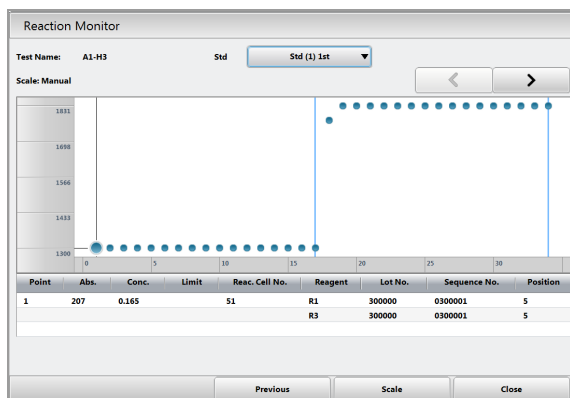 Reaction Monitor
Test Name: A1-H3 Std Std (1) 1st
Scale: Manual
1831
1698
1566
1433
1300
0 5 10 15 20 25 30
Point Abs. Conc. Limit Reac. Cell No. Reagent Lot No. Sequence No. Position
1 207 0.165 51 R1 300000 0300001 5
R3 300000 0300001 5
Previous Scale Close